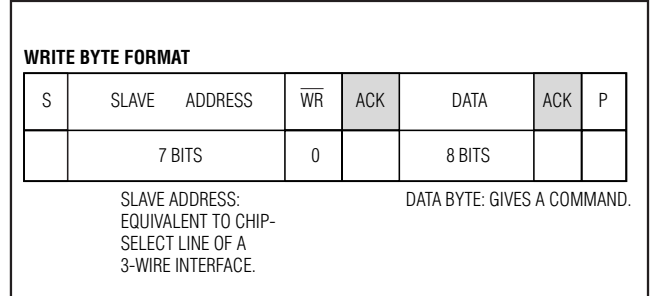 WRITE BYTE FORMAT
S SLAVE ADDRESS WR ACK DATA ACK P
7 BITS 0 8 BITS
SLAVE ADDRESS:
EQUIVALENT TO CHIP-
SELECT LINE OF A
3-WIRE INTERFACE.
DATA BYTE: GIVES A COMMAND.